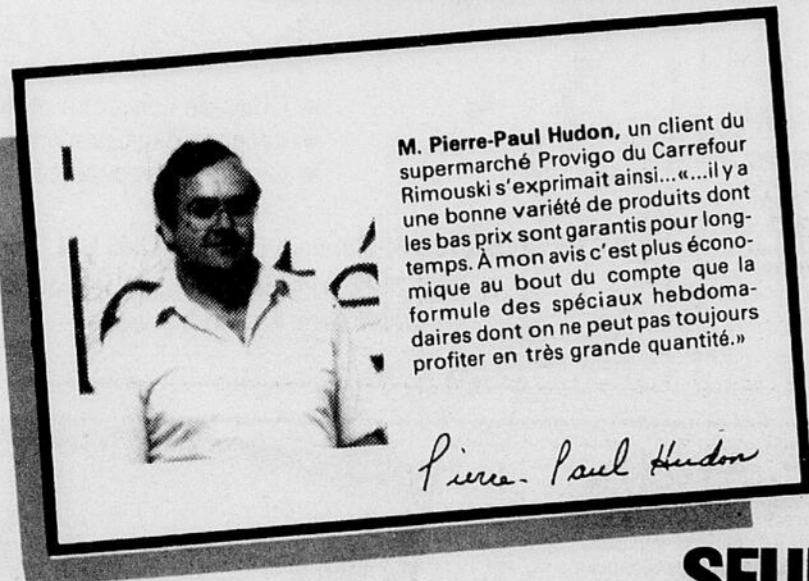 M. Pierre-Paul Hudon, un client du
supermarché Provigo du Carrefour
Rimouski s'exprimait ainsi...«...il y a
une bonne variété de produits dont
les bas prix sont garantis pour long-
temps. À mon avis c'est plus écono-
mique au bout du compte que la
formule des spéciaux hebdoma-
daires dont on ne peut pas toujours
profiter en très grande quantité.»
Pierre-Paul Hudon